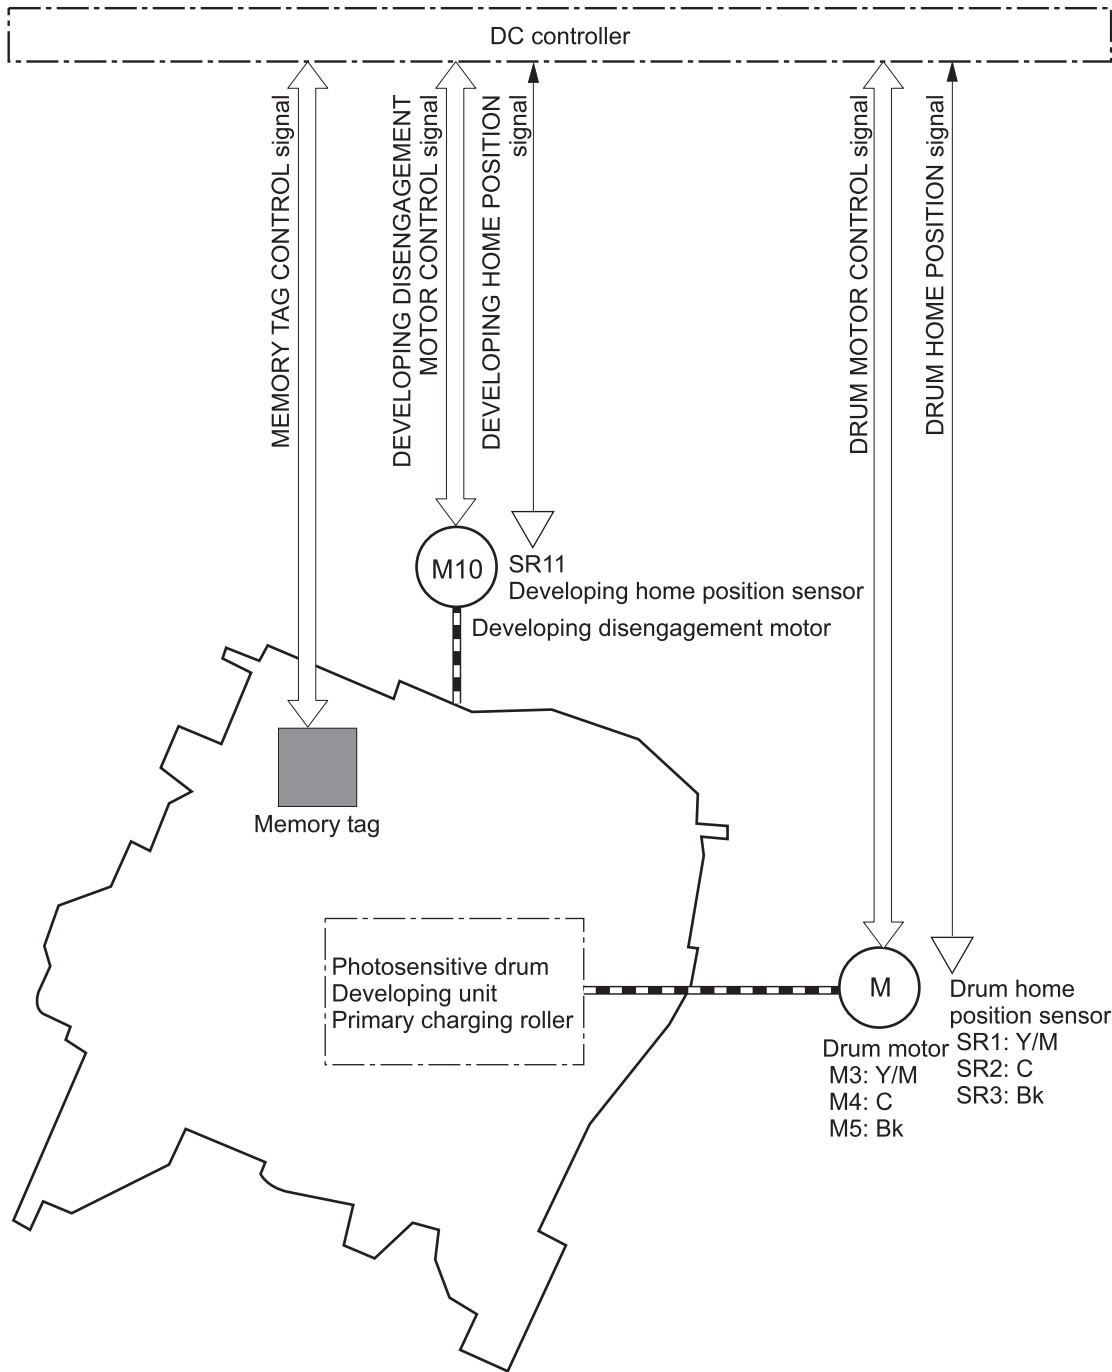 DC controller
MEMORY TAG CONTROL signal
DEVELOPING DISENGAGEMENT
MOTOR CONTROL signal
DEVELOPING HOME POSITION
signal
DRUM MOTOR CONTROL signal
DRUM HOME POSITION signal
M10
SR11
Developing home position sensor
Developing disengagement motor
Memory tag
Photosensitive drum
Developing unit
Primary charging roller
M
Drum motor
M3: Y/M
M4: C
M5: Bk
Drum home
position sensor
SR1: Y/M
SR2: C
SR3: Bk